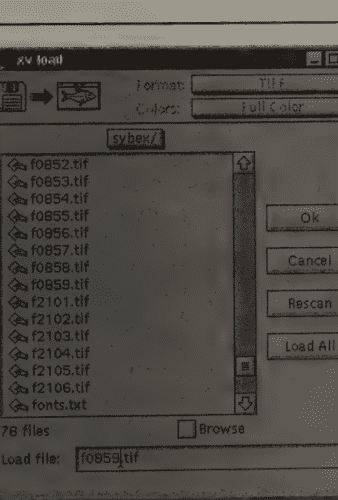 xv load
Format: TIFF
Colors: Full Color
sybex/
f0852.tif
f0853.tif
f0854.tif
f0855.tif
f0856.tif
f0857.tif
f0858.tif
f0859.tif
f2101.tif
f2102.tif
f2103.tif
f2104.tif
f2105.tif
f2106.tif
fonts.txt
Ok
Cancel
Rescan
Load All
78 files
Browse
Load file: f0859.tif